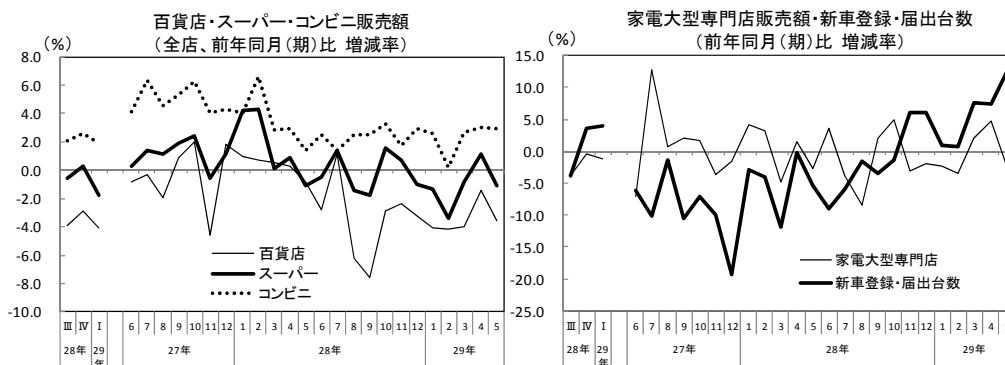 百貨店・スーパー・コンビニ販売額
（全店、前年同月（期）比 増減率）
（%）
8.0
6.0
4.0
2.0
0.0
-2.0
-4.0
-6.0
-8.0
-10.0
百貨店
スーパー
コンビニ
Ⅲ Ⅳ Ⅰ 6 7 8 9 10 11 12 1 2 3 4 5 6 7 8 9 10 11 12 1 2 3 4 5
28年 29年 27年 28年 29年
家電大型専門店販売額・新車登録・届出台数
（前年同月（期）比 増減率）
（%）
15.0
10.0
5.0
0.0
-5.0
-10.0
-15.0
-20.0
-25.0
家電大型専門店
新車登録・届出台数
Ⅲ Ⅳ Ⅰ 6 7 8 9 10 11 12 1 2 3 4 5 6 7 8 9 10 11 12 1 2 3 4
28年 29年 27年 28年 29年